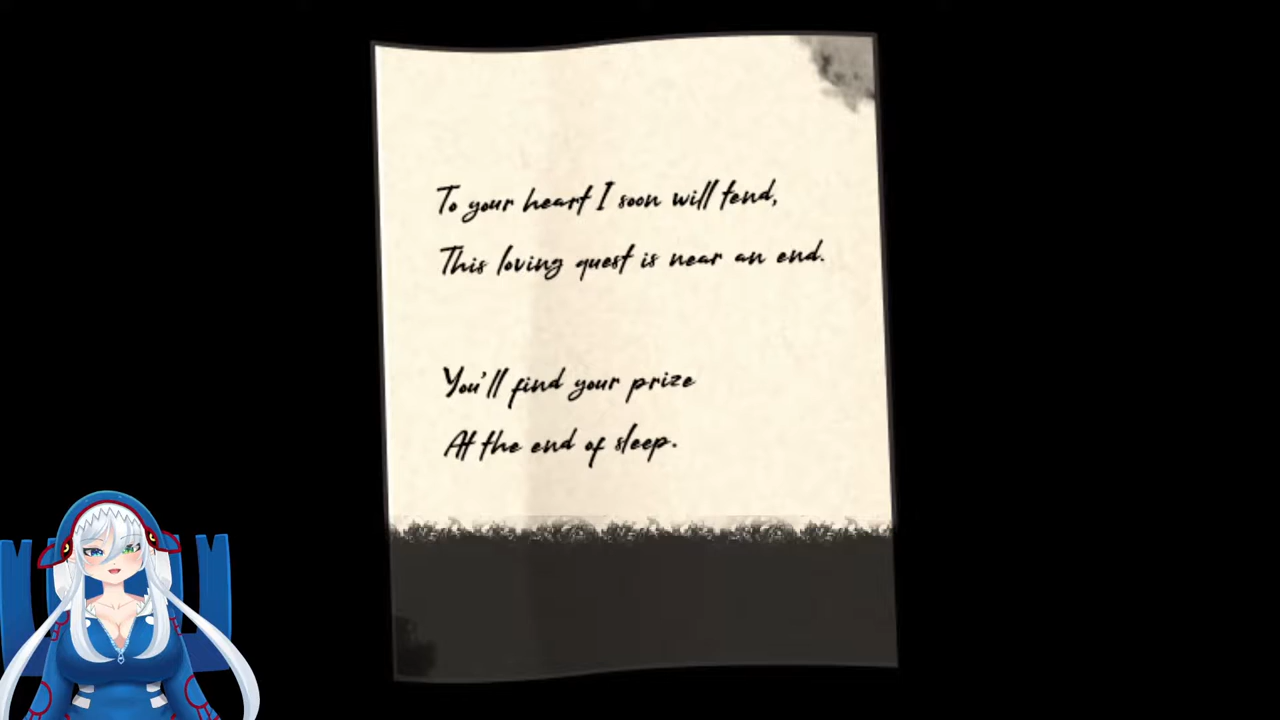 To your heart I soon will tend,
This loving quest is near an end.
You'll find your prize
At the end of sleep.